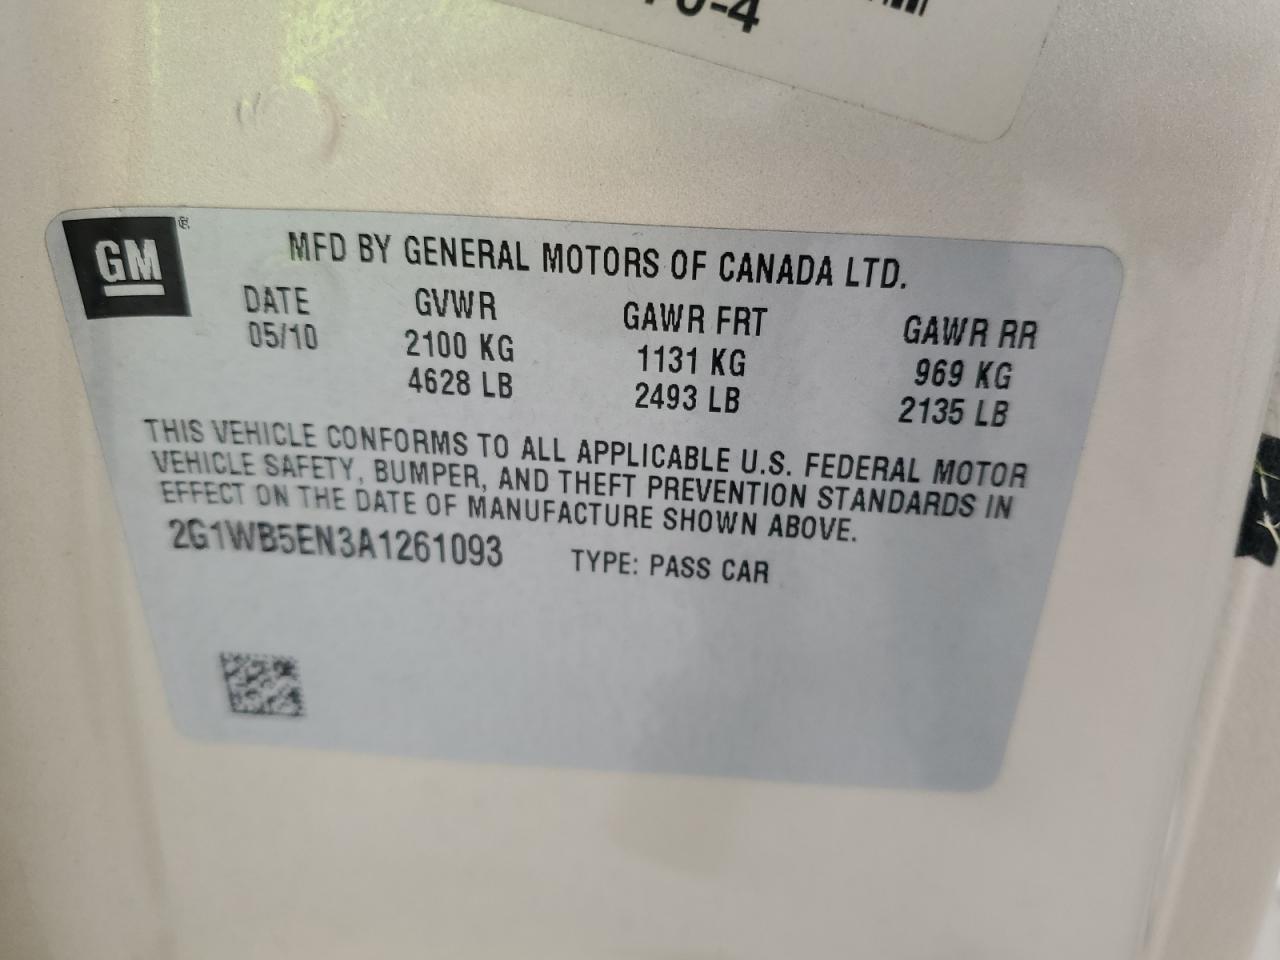 0-4
GM
MFD BY GENERAL MOTORS OF CANADA LTD.
DATE GVWR GAWR FRT GAWR RR
05/10 2100 KG 1131 KG 969 KG
4628 LB 2493 LB 2135 LB
THIS VEHICLE CONFORMS TO ALL APPLICABLE U.S. FEDERAL MOTOR
VEHICLE SAFETY, BUMPER, AND THEFT PREVENTION STANDARDS IN
EFFECT ON THE DATE OF MANUFACTURE SHOWN ABOVE.
2G1WB5EN3A1261093 TYPE: PASS CAR